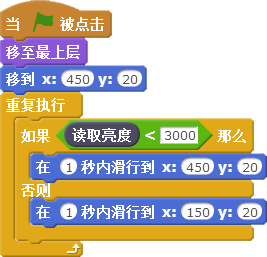 当 被点击
移至最上层
移到 x: 450 y: 20
重复执行
如果 读取亮度 < 3000 那么
在 1 秒内滑行到 x: 450 y: 20
否则
在 1 秒内滑行到 x: 150 y: 20